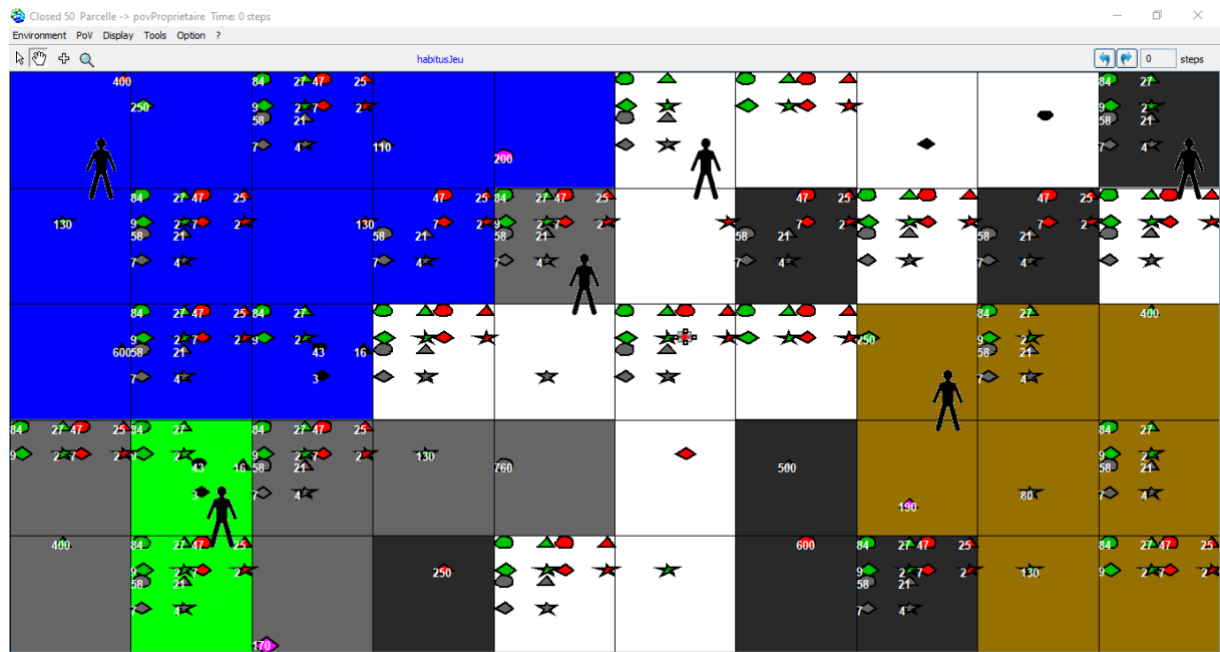 Closed 50 Parcelle -> povProprietaire Time: 0 steps
Environment PoV Display Tools Option ?
habitusJeu 0 steps
400 84 27 47 25 84 27
250 9 2 7 2 9 2
58 21 58 21
7 4 110 7 4
200
84 27 47 25 47 25 84 27 47 25 47 25 47 25
130 9 2 7 2 130 7 2 9 2 7 2 7 2 7 2
58 21 58 21 58 21 58 21 58 21
7 4 7 4 7 4 7 4 7 4
84 27 47 25 84 27 84 27 400
9 2 7 2 9 2 250 9 2
600 58 21 43 16 58 21
7 4 3 7 4
84 27 47 25 84 27 84 27 47 25 84 27
9 2 7 2 9 2 9 2 7 2 130 9 2
43 16 58 21 760 500 58 21
3 7 4 80 7 4
190
400 84 27 47 25 600 84 27 47 25 84 27 47 25
9 2 7 2 250 9 2 7 2 130 9 2 7 2
58 21 58 21
7 4 7 4
170